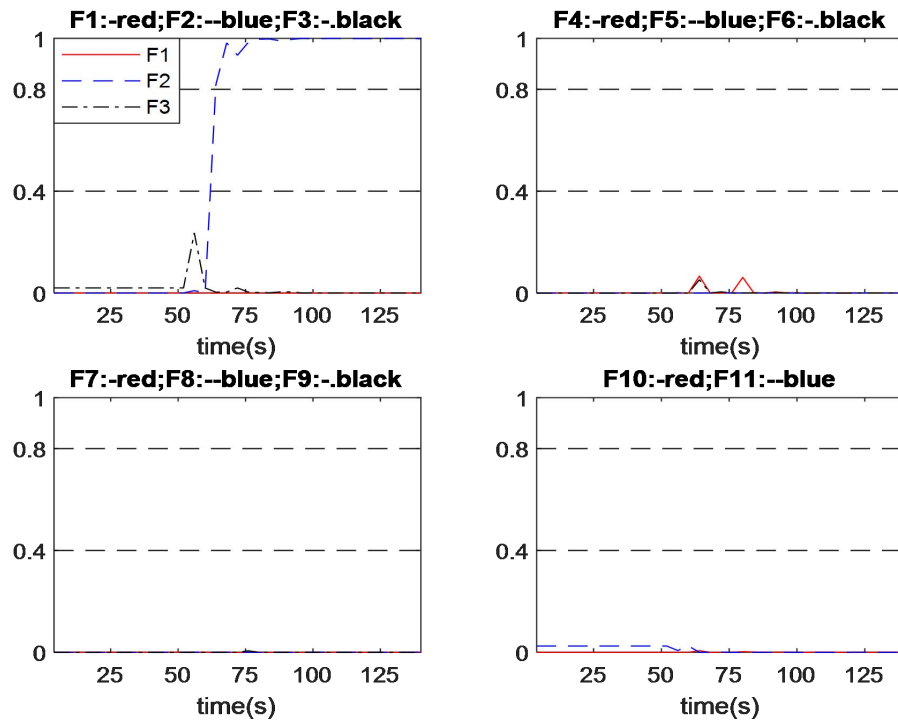 F1:-red;F2:--blue;F3:-.black
1
0.8
0.4
0
F1
F2
F3
25 50 75 100 125
time(s)
F4:-red;F5:--blue;F6:-.black
1
0.8
0.4
0
25 50 75 100 125
time(s)
F7:-red;F8:--blue;F9:-.black
1
0.8
0.4
0
25 50 75 100 125
time(s)
F10:-red;F11:--blue
1
0.8
0.4
0
25 50 75 100 125
time(s)